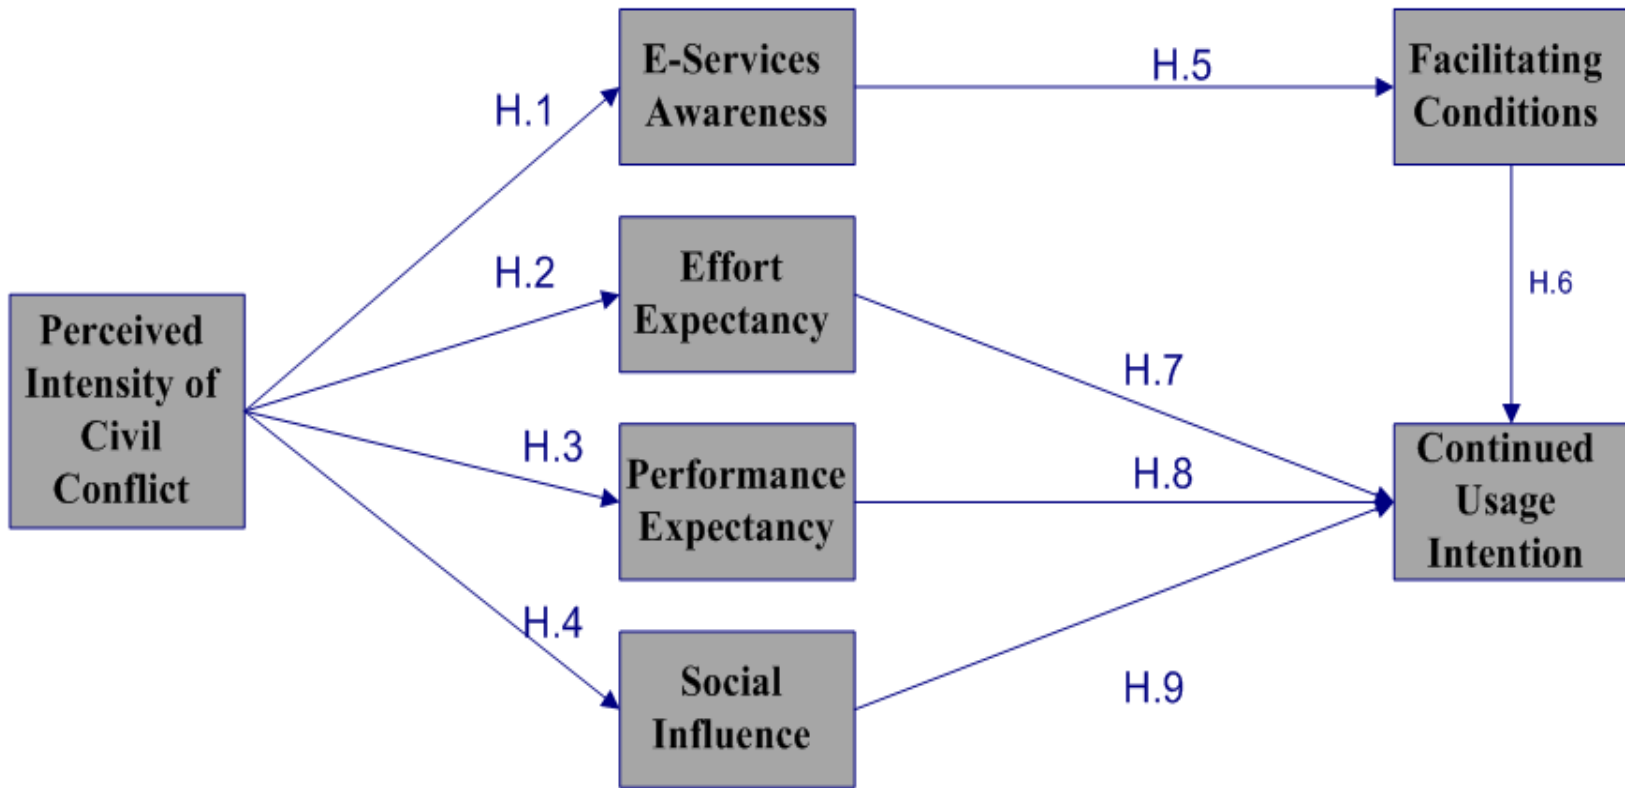 E-Services
Awareness
H.5
Facilitating
Conditions
H.1
H.2
Effort
Expectancy
H.6
Perceived
Intensity of
Civil
Conflict
H.7
H.3
Performance
Expectancy
H.8
Continued
Usage
Intention
H.4
Social
Influence
H.9